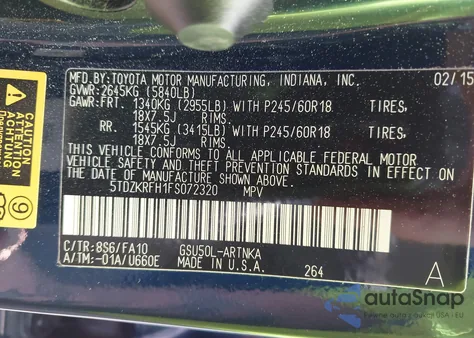 MFD.BY:TOYOTA MOTOR MANUFACTURING, INDIANA, INC. 02/15
GVWR:2645KG (5840LB)
GAWR:FRT. 1340KG (2955LB) WITH P245/60R18 TIRES,
18X7.5J RIMS.
RR. 1545KG (3415LB) WITH P245/60R18 TIRES,
18X7.5J RIMS.
THIS VEHICLE CONFORMS TO ALL APPLICABLE FEDERAL MOTOR
VEHICLE SAFETY AND THEFT PREVENTION STANDARDS IN EFFECT
ON THE DATE OF MANUFACTURE SHOWN ABOVE.
5TDZKRFH1FS072320 MPV
C/TR:8S6/FA10 GSU50L-ARTNKA
A/TM:-01A/U660E MADE IN U.S.A. 264 A
CAUTION
ATTENTION
autoSnap